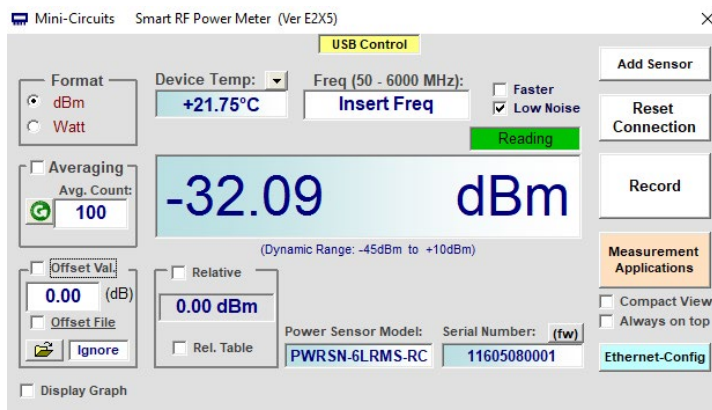 Mini-Circuits Smart RF Power Meter (Ver E2X5)
USB Control
Format
dBm
Watt
Device Temp:
+21.75°C
Freq (50 - 6000 MHz):
Insert Freq
Faster
Low Noise
Reading
Add Sensor
Reset
Connection
Averaging
Avg. Count:
100
-32.09 dBm
(Dynamic Range: -45dBm to +10dBm)
Record
Offset Val.
0.00 (dB)
Offset File
Ignore
Relative
0.00 dBm
Rel. Table
Power Sensor Model:
PWRSN-6LRMS-RC
Serial Number: (fw)
11605080001
Measurement
Applications
Compact View
Always on top
Ethernet-Config
Display Graph